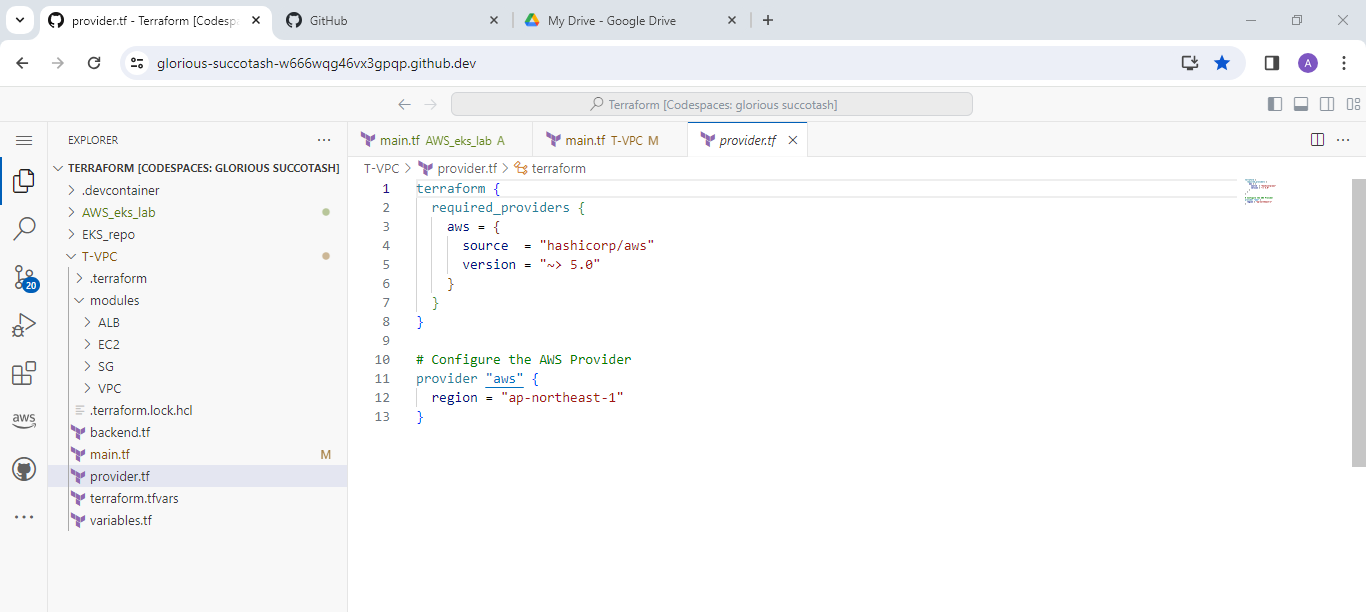 provider.tf - Terraform [Codesp
GitHub
My Drive - Google Drive
glorious-succotash-w666wqg46vx3gpqp.github.dev
A
Terraform [Codespaces: glorious succotash]
EXPLORER
TERRAFORM [CODESPACES: GLORIOUS SUCCOTASH]
.devcontainer
AWS_eks_lab
EKS_repo
T-VPC
.terraform
modules
ALB
EC2
SG
VPC
.terraform.lock.hcl
backend.tf
main.tf M
provider.tf
terraform.tfvars
variables.tf
20
aws
main.tf AWS_eks_lab A
main.tf T-VPC M
provider.tf
T-VPC > provider.tf > terraform
1 terraform {
2 required_providers {
3 aws = {
4 source  = "hashicorp/aws"
5 version = "~> 5.0"
6 }
7 }
8 }
9
10 # Configure the AWS Provider
11 provider "aws" {
12 region = "ap-northeast-1"
13 }